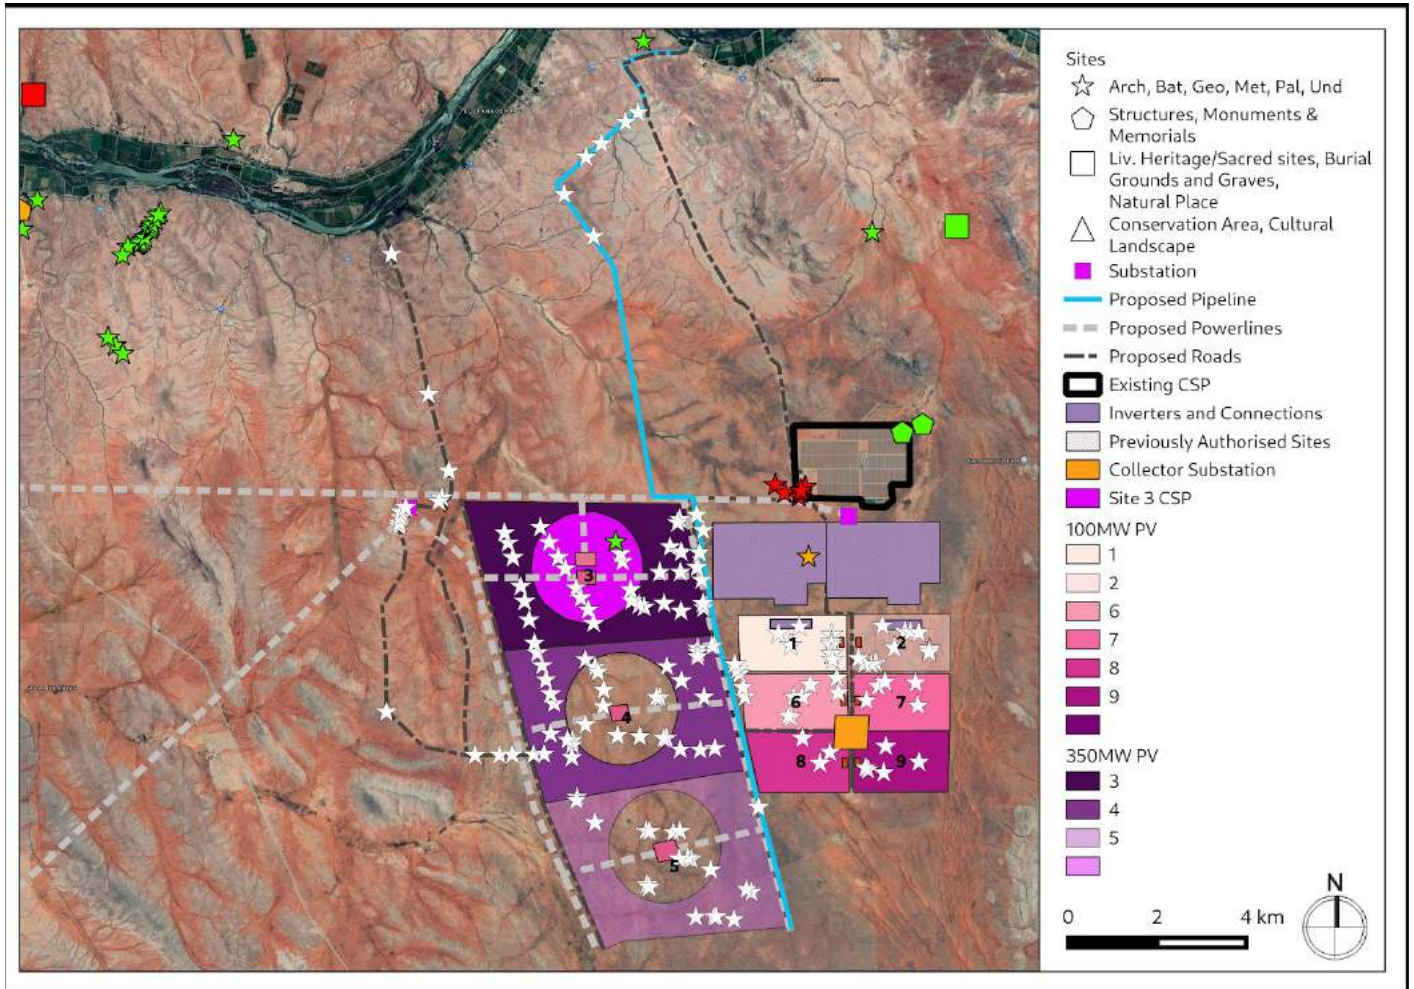 Sites
Arch, Bat, Geo, Met, Pal, Und
Structures, Monuments &
Memorials
Liv. Heritage/Sacred sites, Burial
Grounds and Graves,
Natural Place
Conservation Area, Cultural
Landscape
Substation
Proposed Pipeline
Proposed Powerlines
Proposed Roads
Existing CSP
Inverters and Connections
Previously Authorised Sites
Collector Substation
Site 3 CSP
100MW PV
1
2
6
7
8
9
350MW PV
3
4
5
N
0 2 4 km
3
1
2
4
6
7
8
9
5